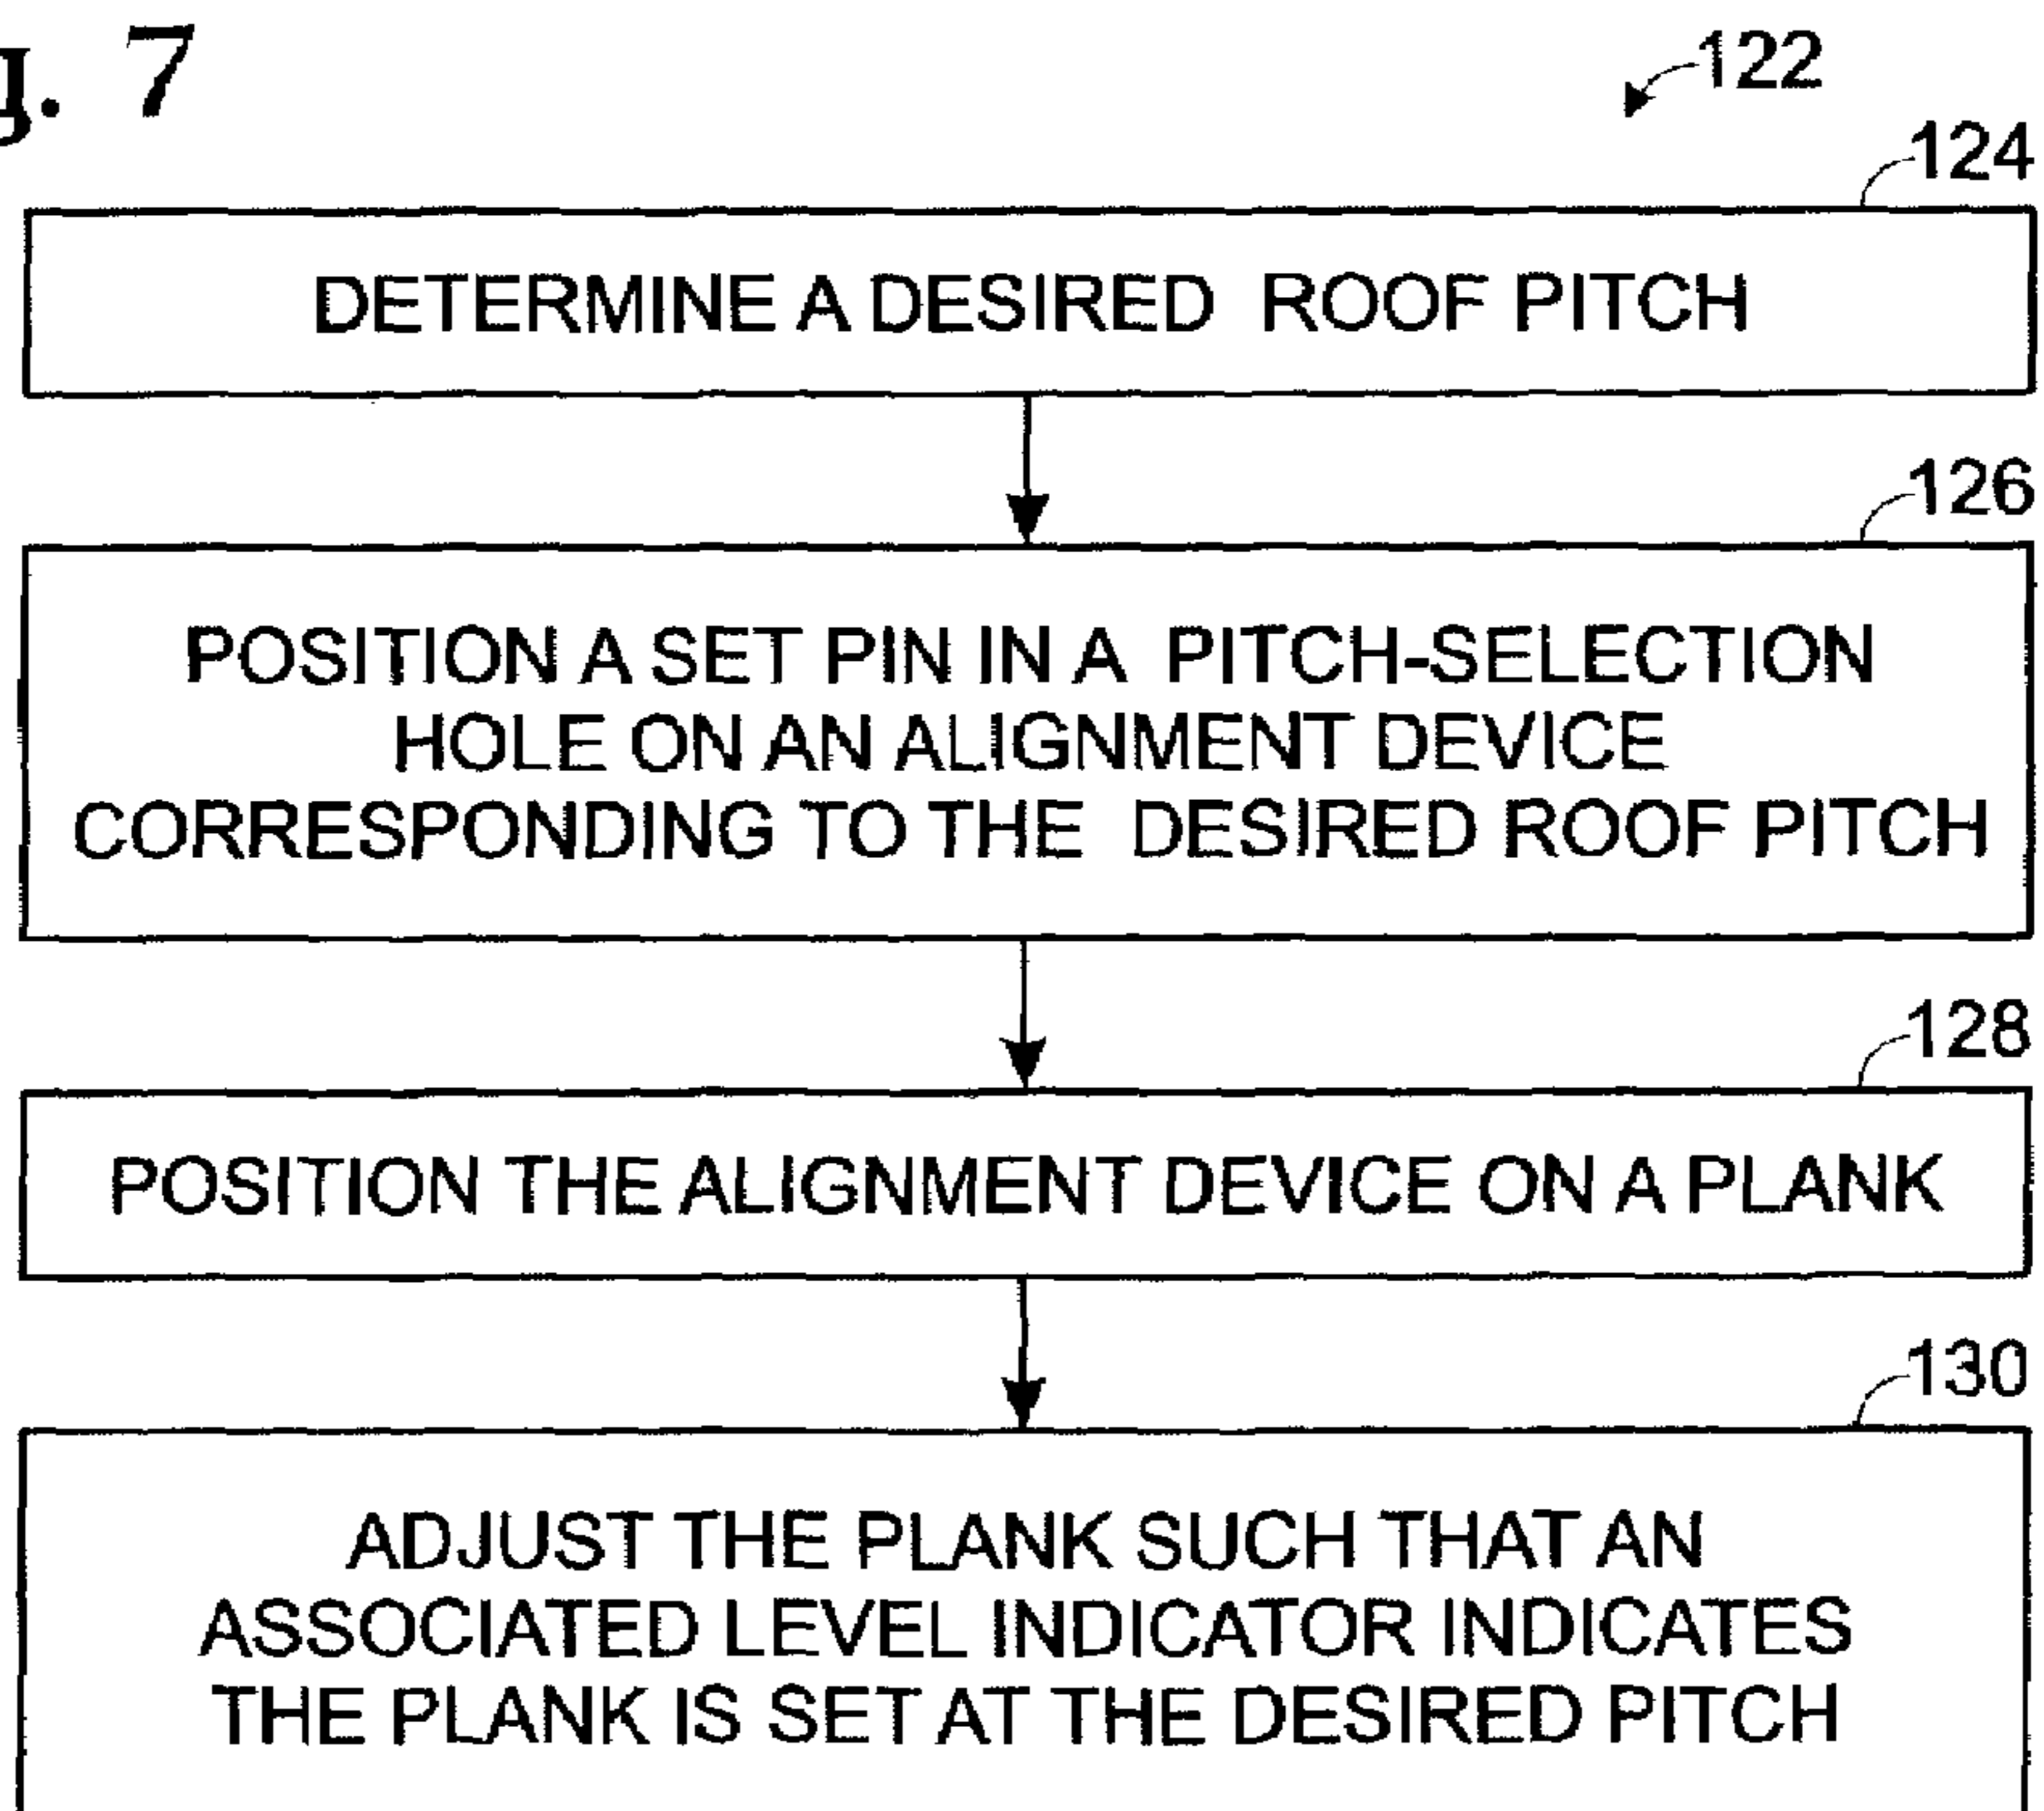 g. 7
122
124
DETERMINE A DESIRED ROOF PITCH
126
POSITION A SET PIN IN A PITCH-SELECTION
HOLE ON AN ALIGNMENT DEVICE
CORRESPONDING TO THE DESIRED ROOF PITCH
128
POSITION THE ALIGNMENT DEVICE ON A PLANK
130
ADJUST THE PLANK SUCH THAT AN
ASSOCIATED LEVEL INDICATOR INDICATES
THE PLANK IS SET AT THE DESIRED PITCH